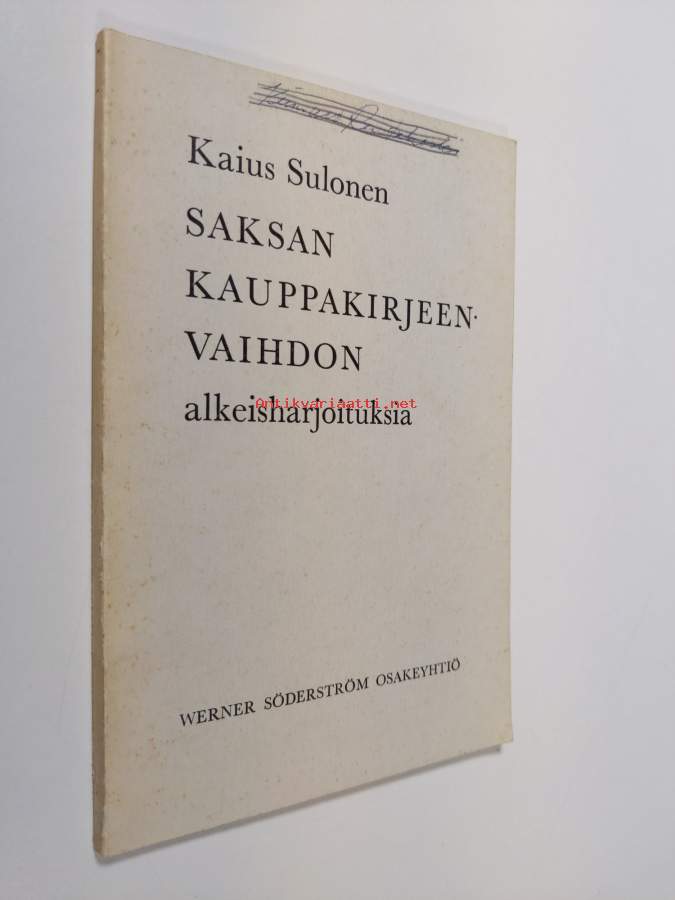 Kaius Sulonen
SAKSAN
KAUPPAKIRJEEN-
VAIHDON
Antikvariaatti.net
alkeisharjoituksia
WERNER SÖDERSTRÖM OSAKEYHTIÖ